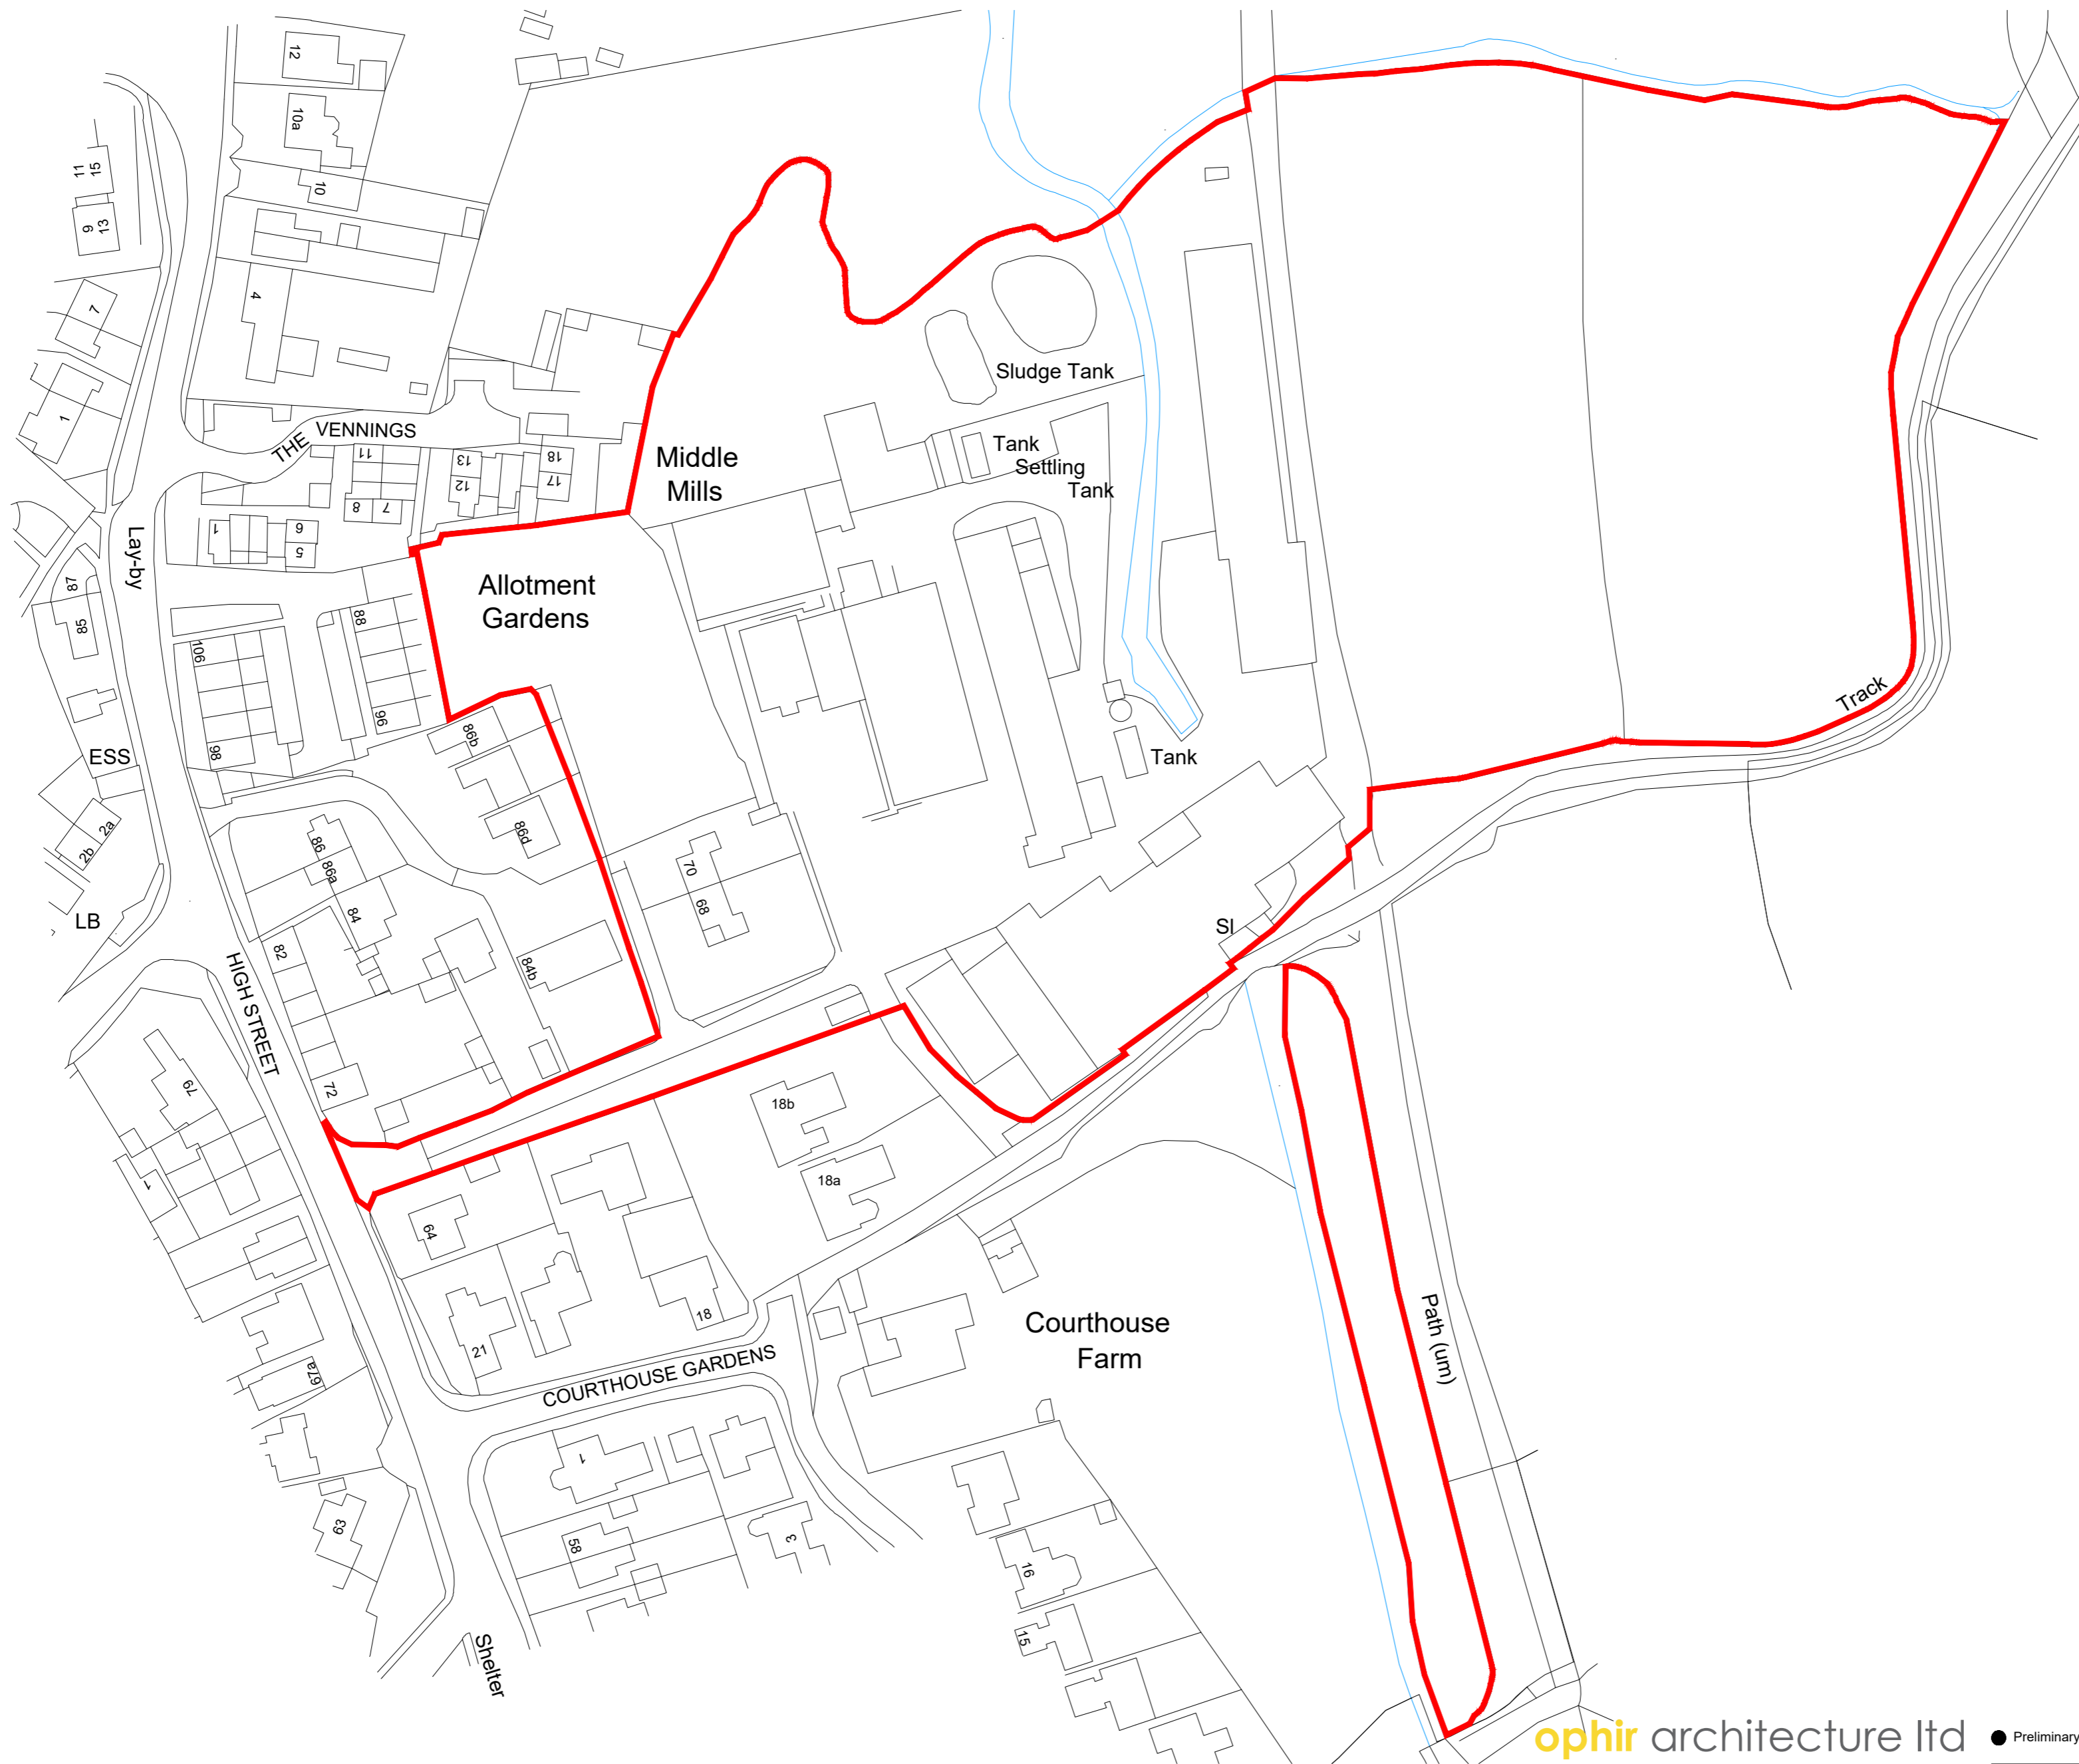 12
10a
11
15
10
9
13
4
7
1
THE
VENNINGS
11
13
12
18
17
8
7
1
6
5
Middle
Mills
Sludge Tank
Tank
Settling
Tank
Allotment
Gardens
Lay-by
87
85
88
106
96
98
86b
86d
Track
Tank
ESS
2a
2b
LB
86
86a
84
82
84b
70
68
SI
HIGH STREET
72
79
1
18b
18a
64
21
18
67a
COURTHOUSE GARDENS
Courthouse
Farm
Path (um)
1
58
3
63
16
15
Shelter
ophir architecture ltd
Preliminary